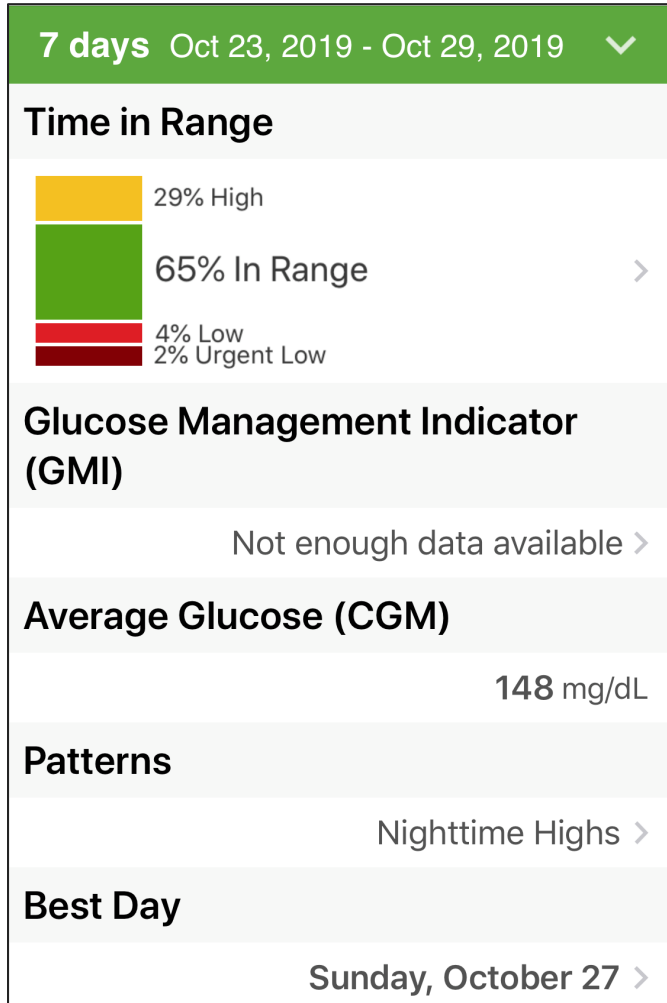 7 days Oct 23, 2019 - Oct 29, 2019
Time in Range
29% High
65% In Range
4% Low
2% Urgent Low
Glucose Management Indicator
(GMI)
Not enough data available
Average Glucose (CGM)
148 mg/dL
Patterns
Nighttime Highs
Best Day
Sunday, October 27